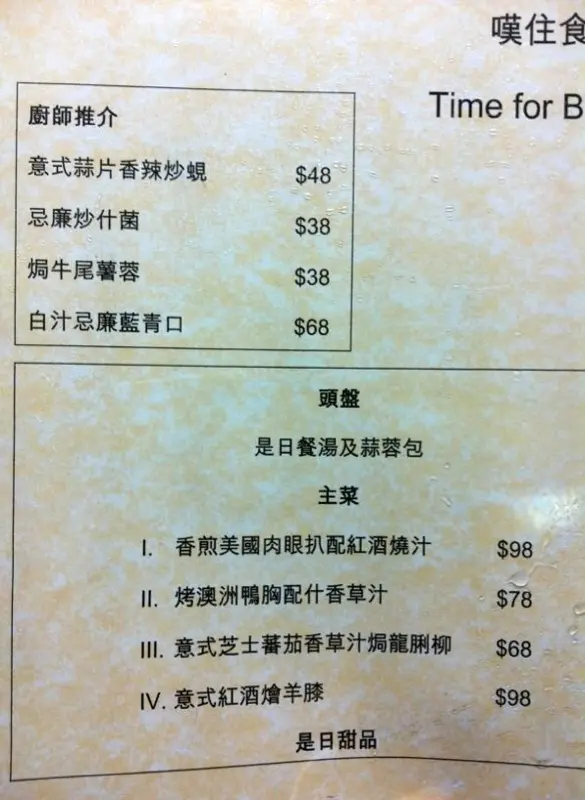 嘆住食
Time for B
廚師推介
意式蒜片香辣炒蜆 $48
忌廉炒什菌 $38
焗牛尾薯蓉 $38
白汁忌廉藍青口 $68
頭盤
是日餐湯及蒜蓉包
主菜
I. 香煎美國肉眼扒配紅酒燒汁 $98
II. 烤澳洲鴨胸配什香草汁 $78
III. 意式芝士蕃茄香草汁焗龍脷柳 $68
IV. 意式紅酒燴羊膝 $98
是日甜品